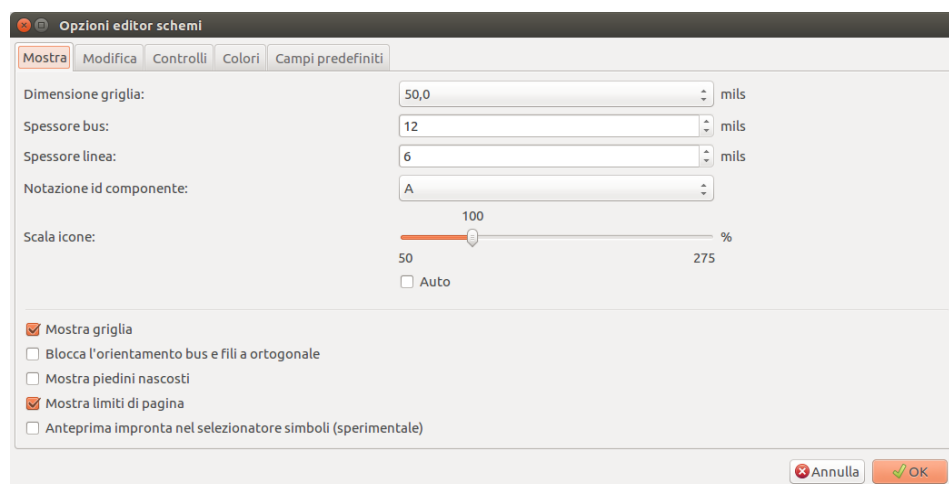 Opzioni editor schemi
Mostra Modifica Controlli Colori Campi predefiniti
Dimensione griglia: 50,0 mils
Spessore bus: 12 mils
Spessore linea: 6 mils
Notazione id componente: A
100
Scala icone: %
50 275
Auto
Mostra griglia
Blocca l'orientamento bus e fili a ortogonale
Mostra piedini nascosti
Mostra limiti di pagina
Anteprima impronta nel selezionatore simboli (sperimentale)
Annulla OK